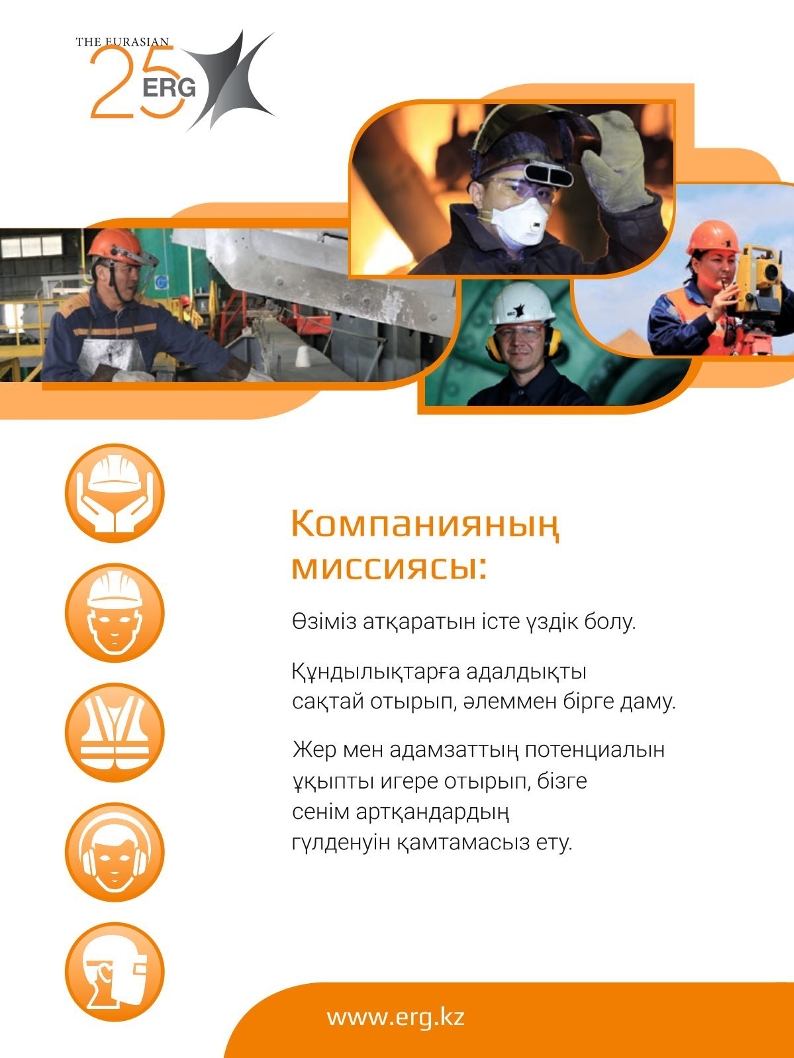 THE EURASIAN
25
ERG
Компанияның
миссиясы:
Өзіміз атқаратын істе үздік болу.
Құндылықтарға адалдықты
сақтай отырып, әлеммен бірге даму.
Жер мен адамзаттың потенциалын
ұқыпты игере отырып, бізге
сенім артқандардың
гүлденуін қамтамасыз ету.
www.erg.kz